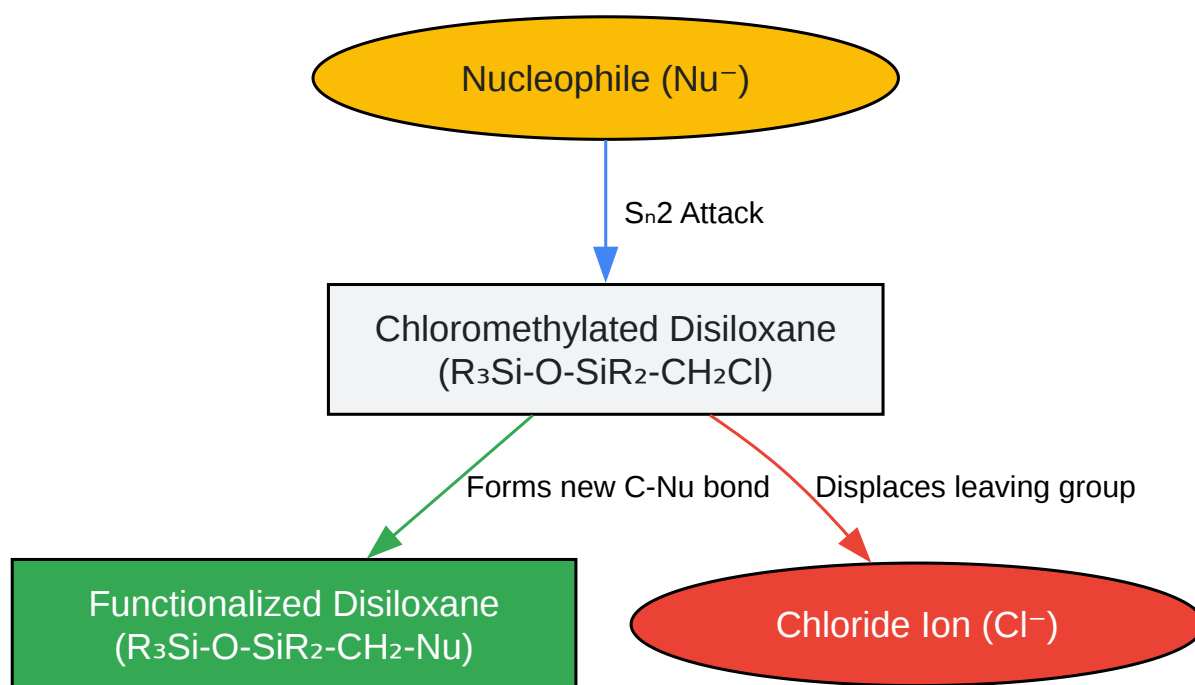 Nucleophile (Nu⁻)
Sₙ2 Attack
Chloromethylated Disiloxane
(R₃Si-O-SiR₂-CH₂Cl)
Forms new C-Nu bond
Displaces leaving group
Functionalized Disiloxane
(R₃Si-O-SiR₂-CH₂-Nu)
Chloride Ion (Cl⁻)